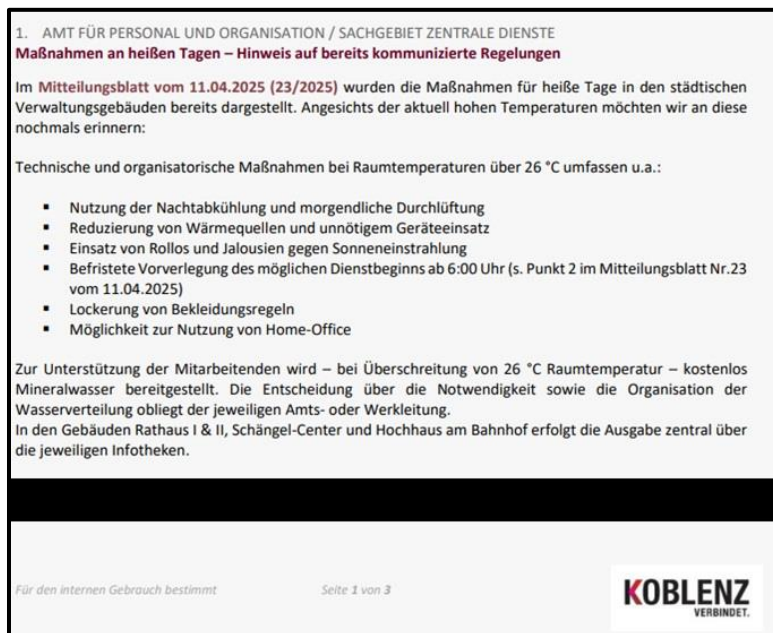 1. AMT FÜR PERSONAL UND ORGANISATION / SACHGEBIET ZENTRALE DIENSTE
Maßnahmen an heißen Tagen – Hinweis auf bereits kommunizierte Regelungen
Im Mitteilungsblatt vom 11.04.2025 (23/2025) wurden die Maßnahmen für heiße Tage in den städtischen
Verwaltungsgebäuden bereits dargestellt. Angesichts der aktuell hohen Temperaturen möchten wir an diese
nochmals erinnern:
Technische und organisatorische Maßnahmen bei Raumtemperaturen über 26 °C umfassen u.a.:
▪ Nutzung der Nachtabkühlung und morgendliche Durchlüftung
▪ Reduzierung von Wärmequellen und unnötigem Geräteeinsatz
▪ Einsatz von Rollos und Jalousien gegen Sonneneinstrahlung
▪ Befristete Vorverlegung des möglichen Dienstbeginns ab 6:00 Uhr (s. Punkt 2 im Mitteilungsblatt Nr.23
vom 11.04.2025)
▪ Lockerung von Bekleidungsregeln
▪ Möglichkeit zur Nutzung von Home-Office
Zur Unterstützung der Mitarbeitenden wird – bei Überschreitung von 26 °C Raumtemperatur – kostenlos
Mineralwasser bereitgestellt. Die Entscheidung über die Notwendigkeit sowie die Organisation der
Wasserverteilung obliegt der jeweiligen Amts- oder Werkleitung.
In den Gebäuden Rathaus I & II, Schängel-Center und Hochhaus am Bahnhof erfolgt die Ausgabe zentral über
die jeweiligen Infotheken.
Für den internen Gebrauch bestimmt Seite 1 von 3
KOBLENZ
VERBINDET.